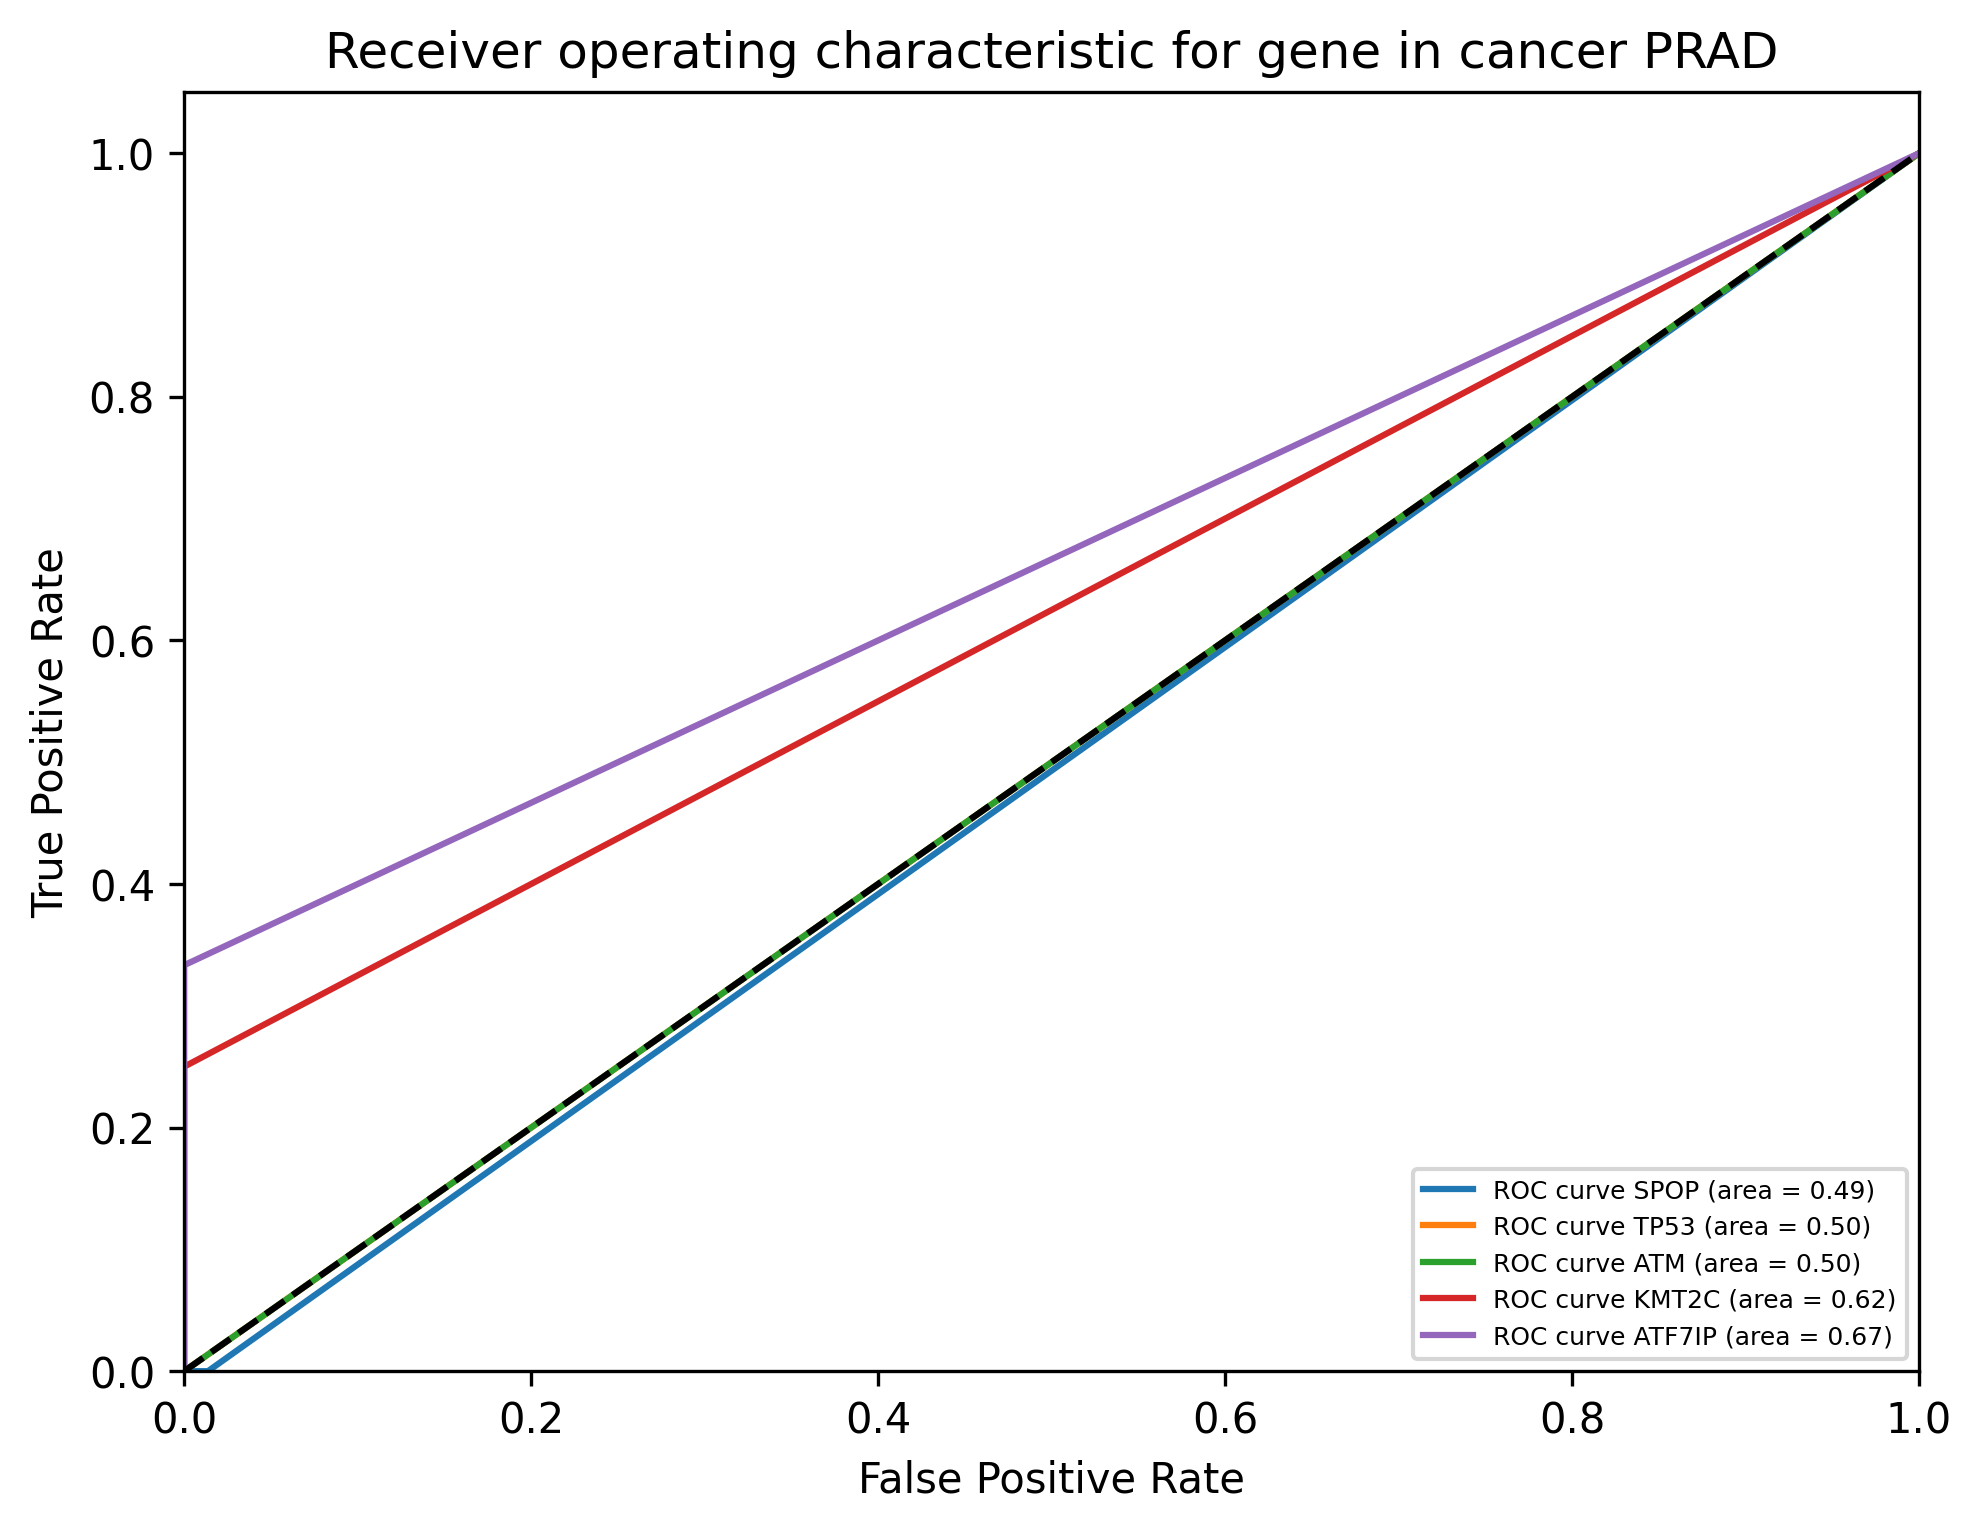 Receiver operating characteristic for gene in cancer PRAD
1.0
0.8
0.6
0.4
0.2
0.0
True Positive Rate
ROC curve SPOP (area = 0.49)
ROC curve TP53 (area = 0.50)
ROC curve ATM (area = 0.50)
ROC curve KMT2C (area = 0.62)
ROC curve ATF7IP (area = 0.67)
0.0 0.2 0.4 0.6 0.8 1.0
False Positive Rate